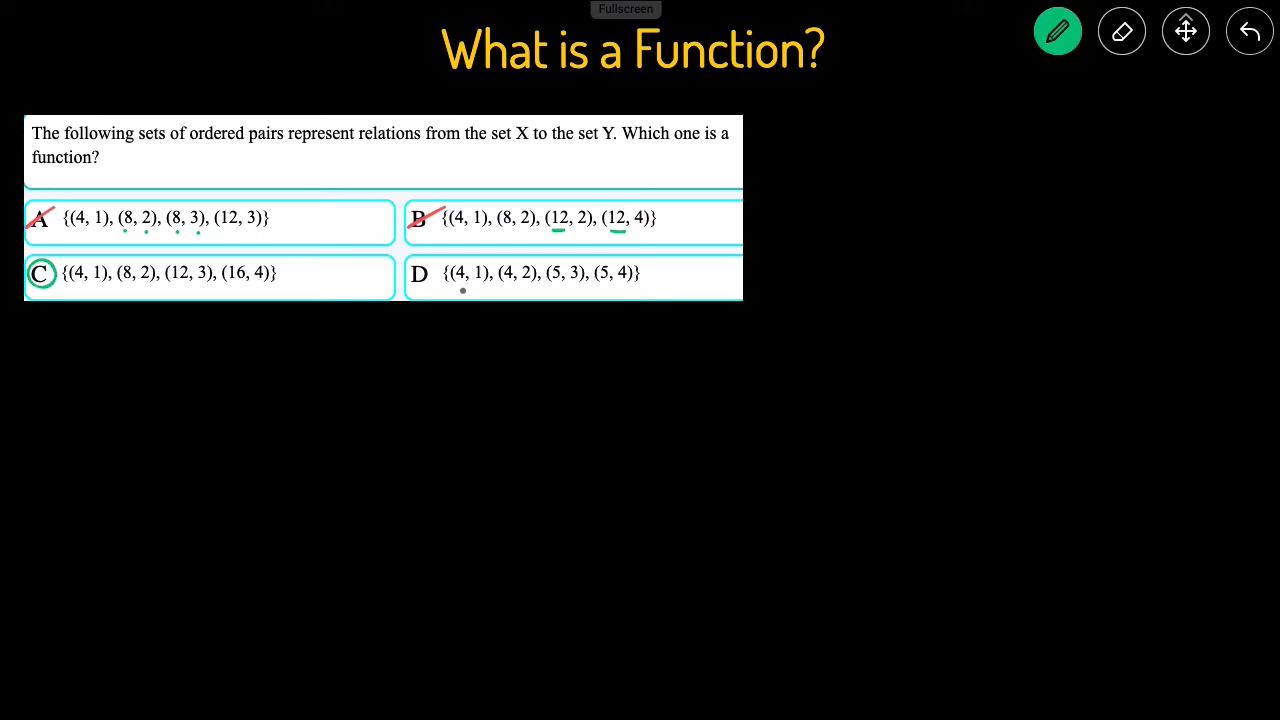 Fullscreen
What is a Function?
The following sets of ordered pairs represent relations from the set X to the set Y. Which one is a
function?
A {(4, 1), (8, 2), (8, 3), (12, 3)}
B {(4, 1), (8, 2), (12, 2), (12, 4)}
C {(4, 1), (8, 2), (12, 3), (16, 4)}
D {(4, 1), (4, 2), (5, 3), (5, 4)}